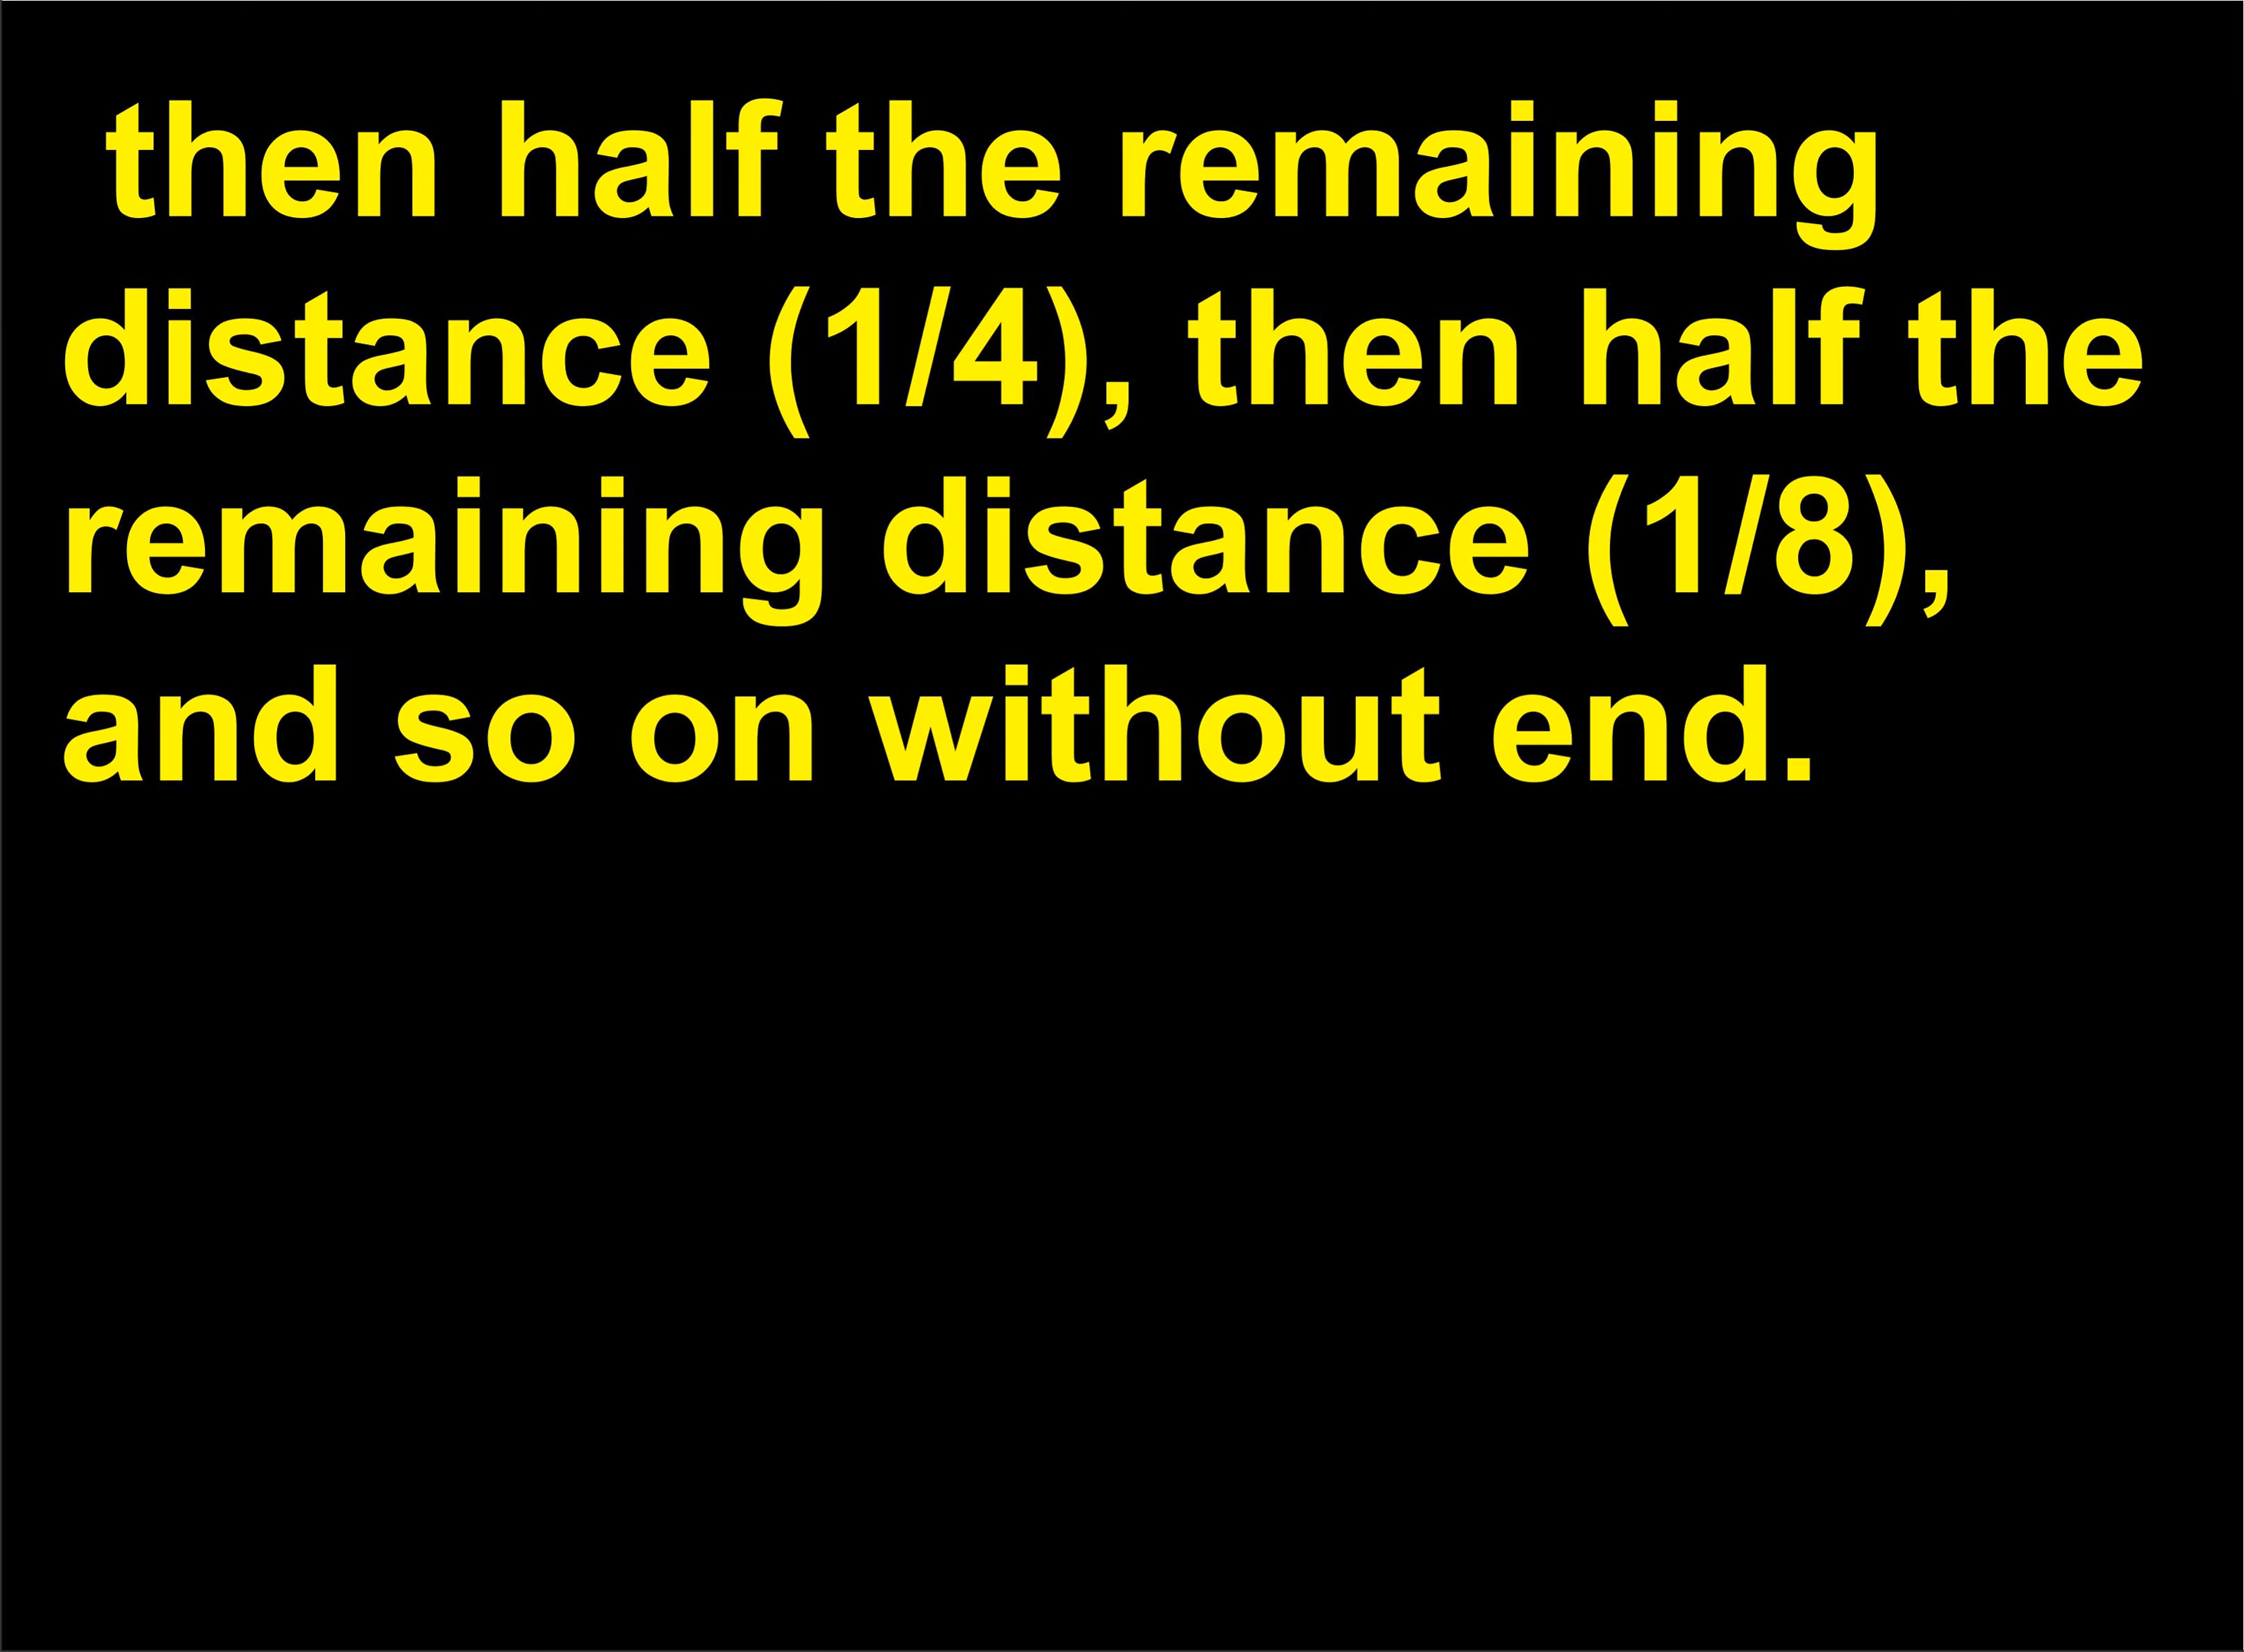 then half the remaining
distance (1/4), then half the
remaining distance (1/8),
and so on without end.